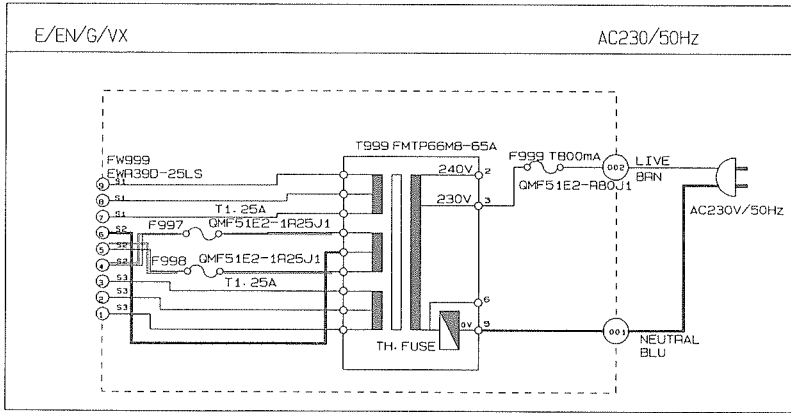 E/EN/G/VX
AC230/50Hz
T999 FMTP66M8-65A
F999 T800mA
002
LIVE
BRN
QMF51E2-R80J1
AC230V/50Hz
FW999
EWR39D-25LS
240V
2
230V
3
9
S1
8
S1
7
S1
T1.25A
6
S2
F997
QMF51E2-1R25J1
5
S2
4
S2
F998
QMF51E2-1R25J1
3
S3
T1.25A
2
S3
1
S3
6
0V
TH. FUSE
001
NEUTRAL
BLU